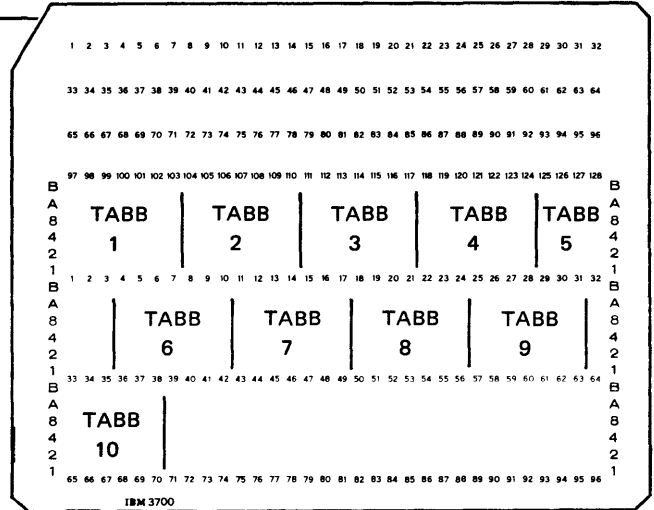 1 2 3 4 5 6 7 8 9 10 11 12 13 14 15 16 17 18 19 20 21 22 23 24 25 26 27 28 29 30 31 32
33 34 35 36 37 38 39 40 41 42 43 44 45 46 47 48 49 50 51 52 53 54 55 56 57 58 59 60 61 62 63 64
65 66 67 68 69 70 71 72 73 74 75 76 77 78 79 80 81 82 83 84 85 86 87 88 89 90 91 92 93 94 95 96
97 98 99 100 101 102 103 104 105 106 107 108 109 110 111 112 113 114 115 116 117 118 119 120 121 122 123 124 125 126 127 128
B B
A A
8 TABB TABB TABB TABB TABB 8
4 4
2 1 2 3 4 5 2
1 1
1 2 3 4 5 6 7 8 9 10 11 12 13 14 15 16 17 18 19 20 21 22 23 24 25 26 27 28 29 30 31 32
B B
A A
8 TABB TABB TABB TABB 8
4 4
2 6 7 8 9 2
1 1
33 34 35 36 37 38 39 40 41 42 43 44 45 46 47 48 49 50 51 52 53 54 55 56 57 58 59 60 61 62 63 64
B B
A A
8 TABB 8
4 4
2 10 2
1 1
65 66 67 68 69 70 71 72 73 74 75 76 77 78 79 80 81 82 83 84 85 86 87 88 89 90 91 92 93 94 95 96
IBM 3700